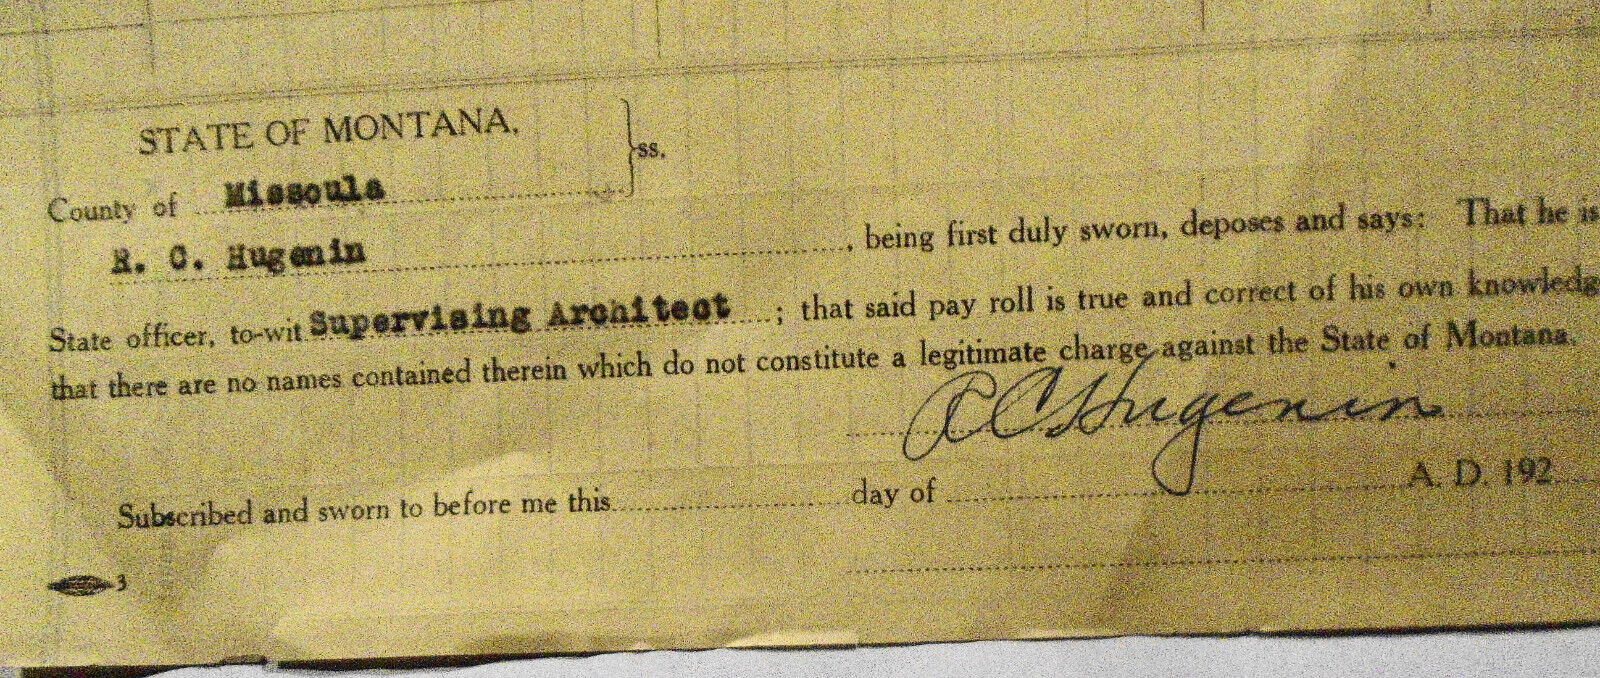 STATE OF MONTANA,
ss.
County of Missoula
R. C. Hugenin, being first duly sworn, deposes and says: That he is
State officer, to-wit Supervising Architect; that said pay roll is true and correct of his own knowledg
that there are no names contained therein which do not constitute a legitimate charge against the State of Montana.
R C Hugenin
Subscribed and sworn to before me this day of A. D. 192
3